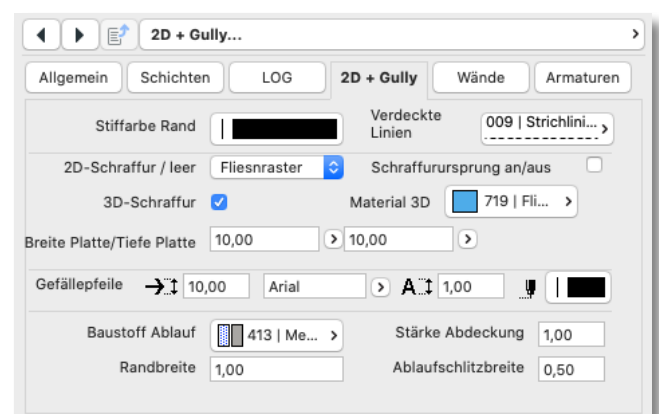 2D + Gully...
Allgemein Schichten LOG 2D + Gully Wände Armaturen
Stiffarbe Rand Verdeckte Linien 009 | Strichlini...
2D-Schraffur / leer Fliesnraster Schraffurursprung an/aus
3D-Schraffur Material 3D 719 | Fli...
Breite Platte/Tiefe Platte 10,00 10,00
Gefällepfeile 10,00 Arial A 1,00
Baustoff Ablauf 413 | Me... Stärke Abdeckung 1,00
Randbreite 1,00 Ablaufschlitzbreite 0,50